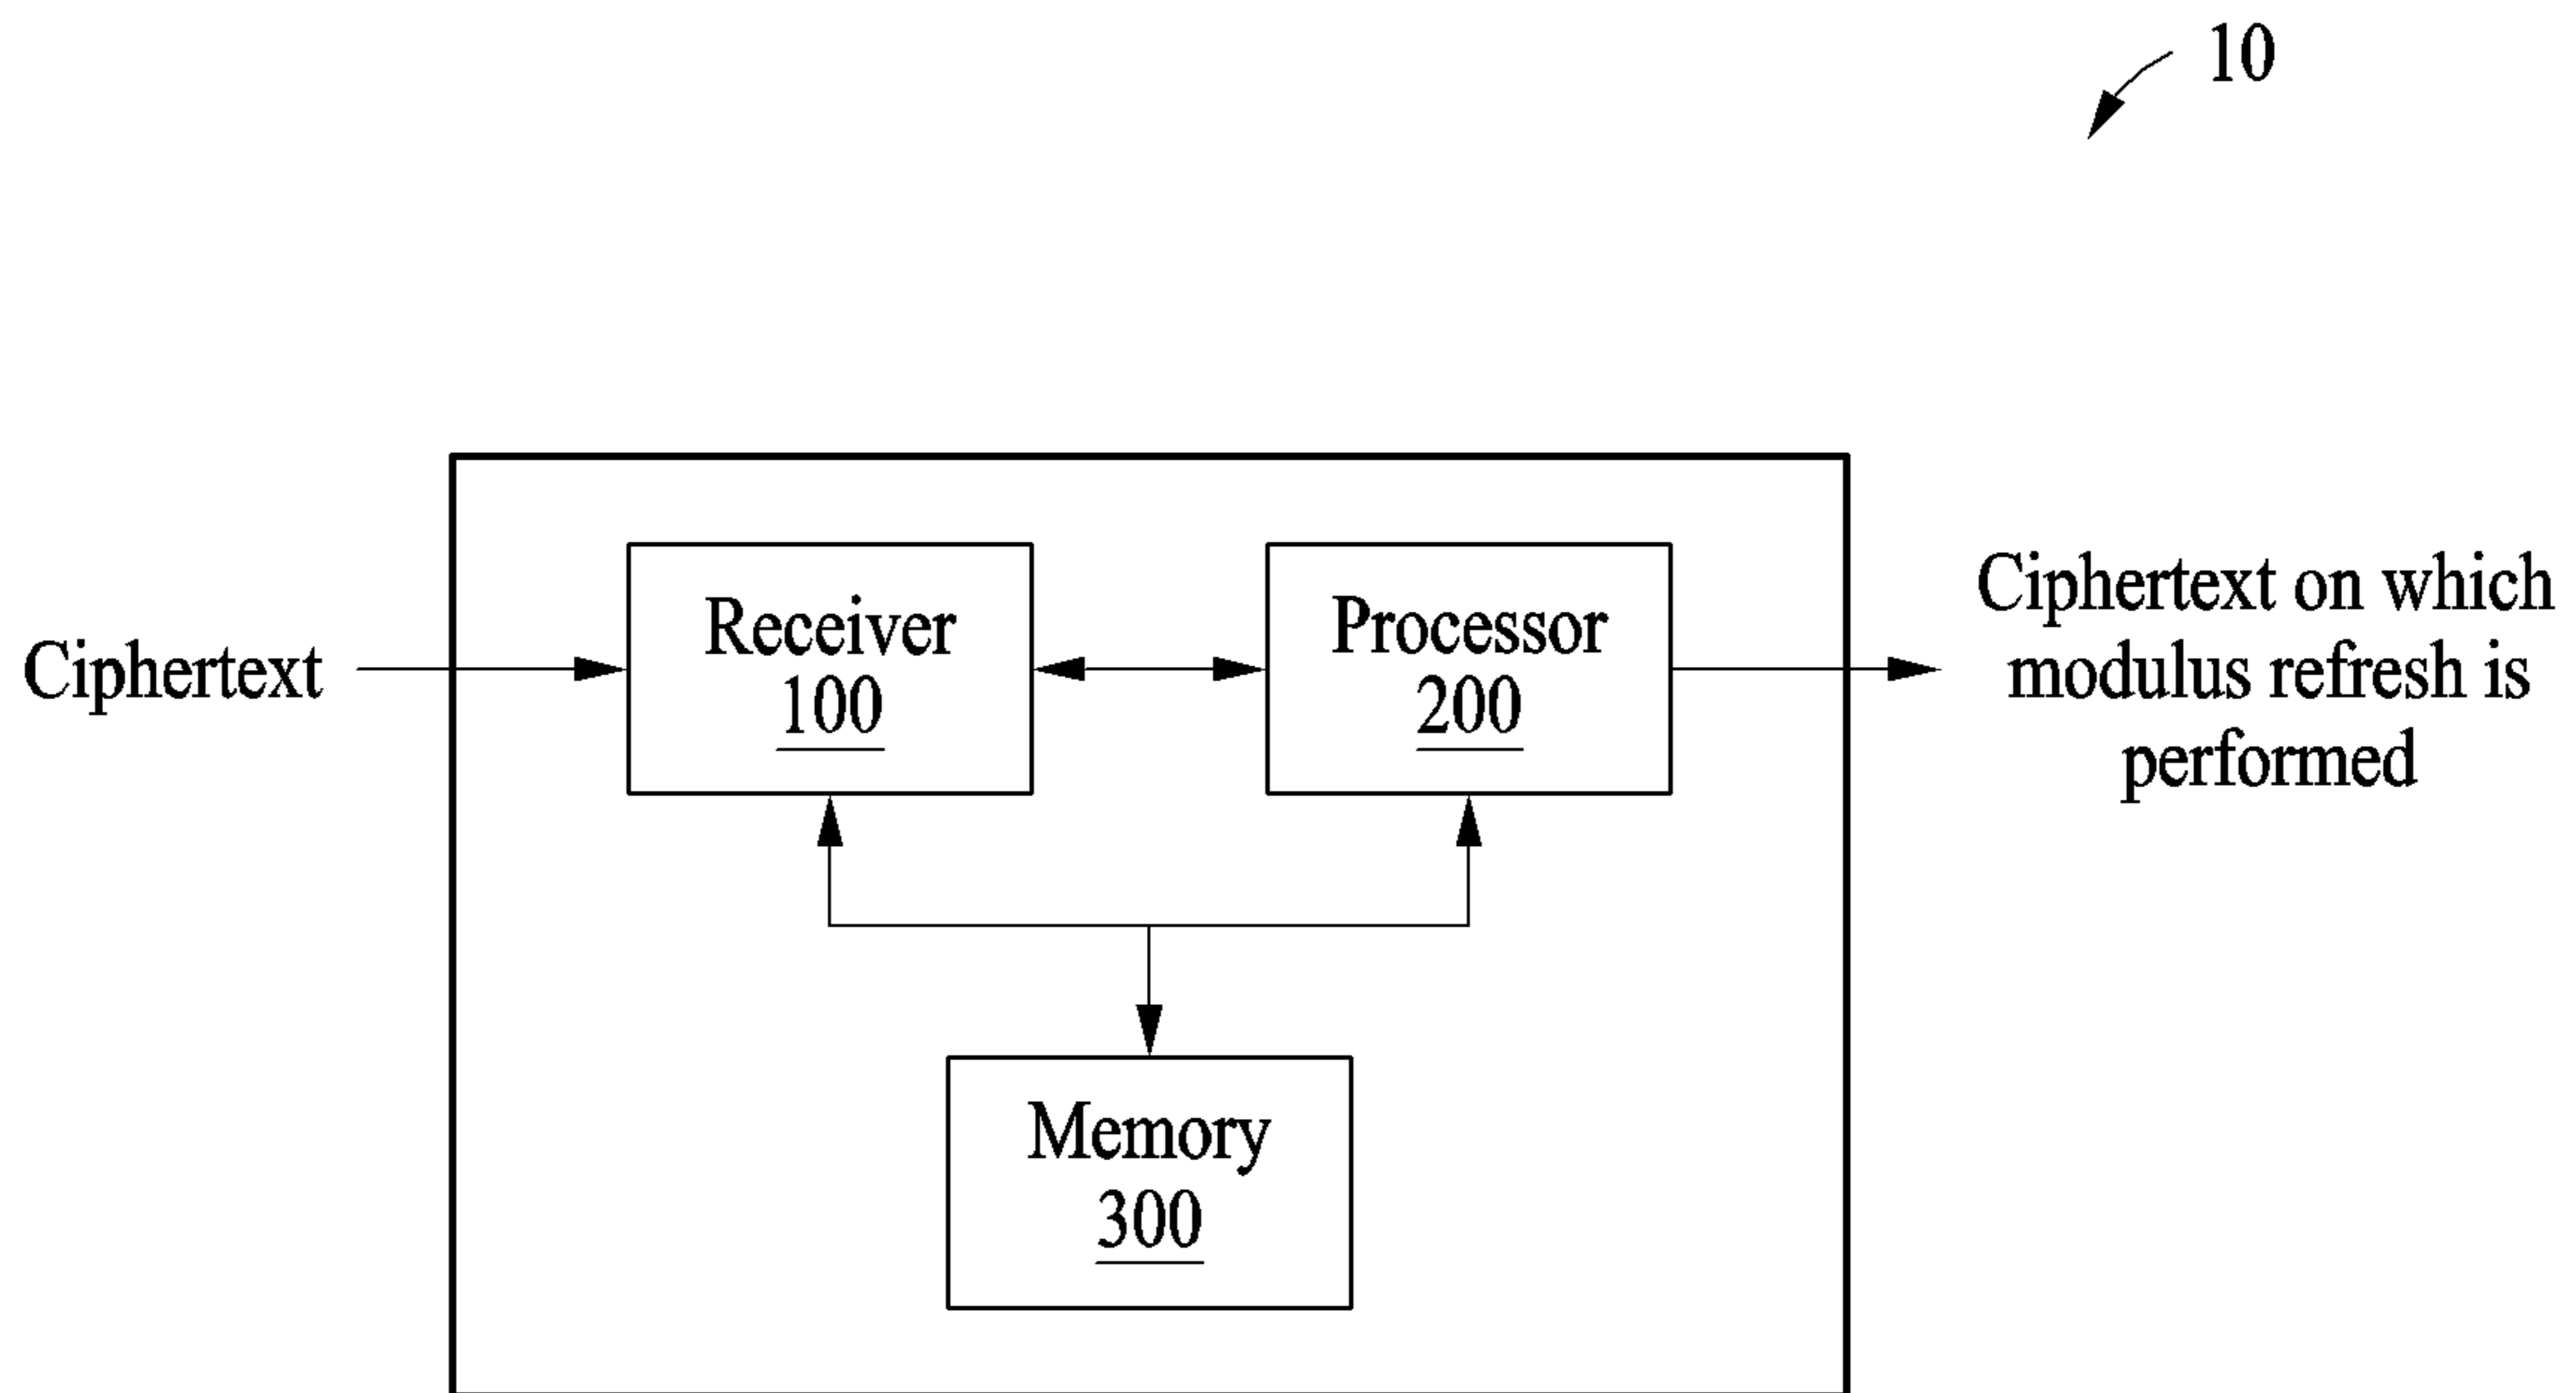 10
Ciphertext
Receiver
100
Processor
200
Ciphertext on which
modulus refresh is
performed
Memory
300